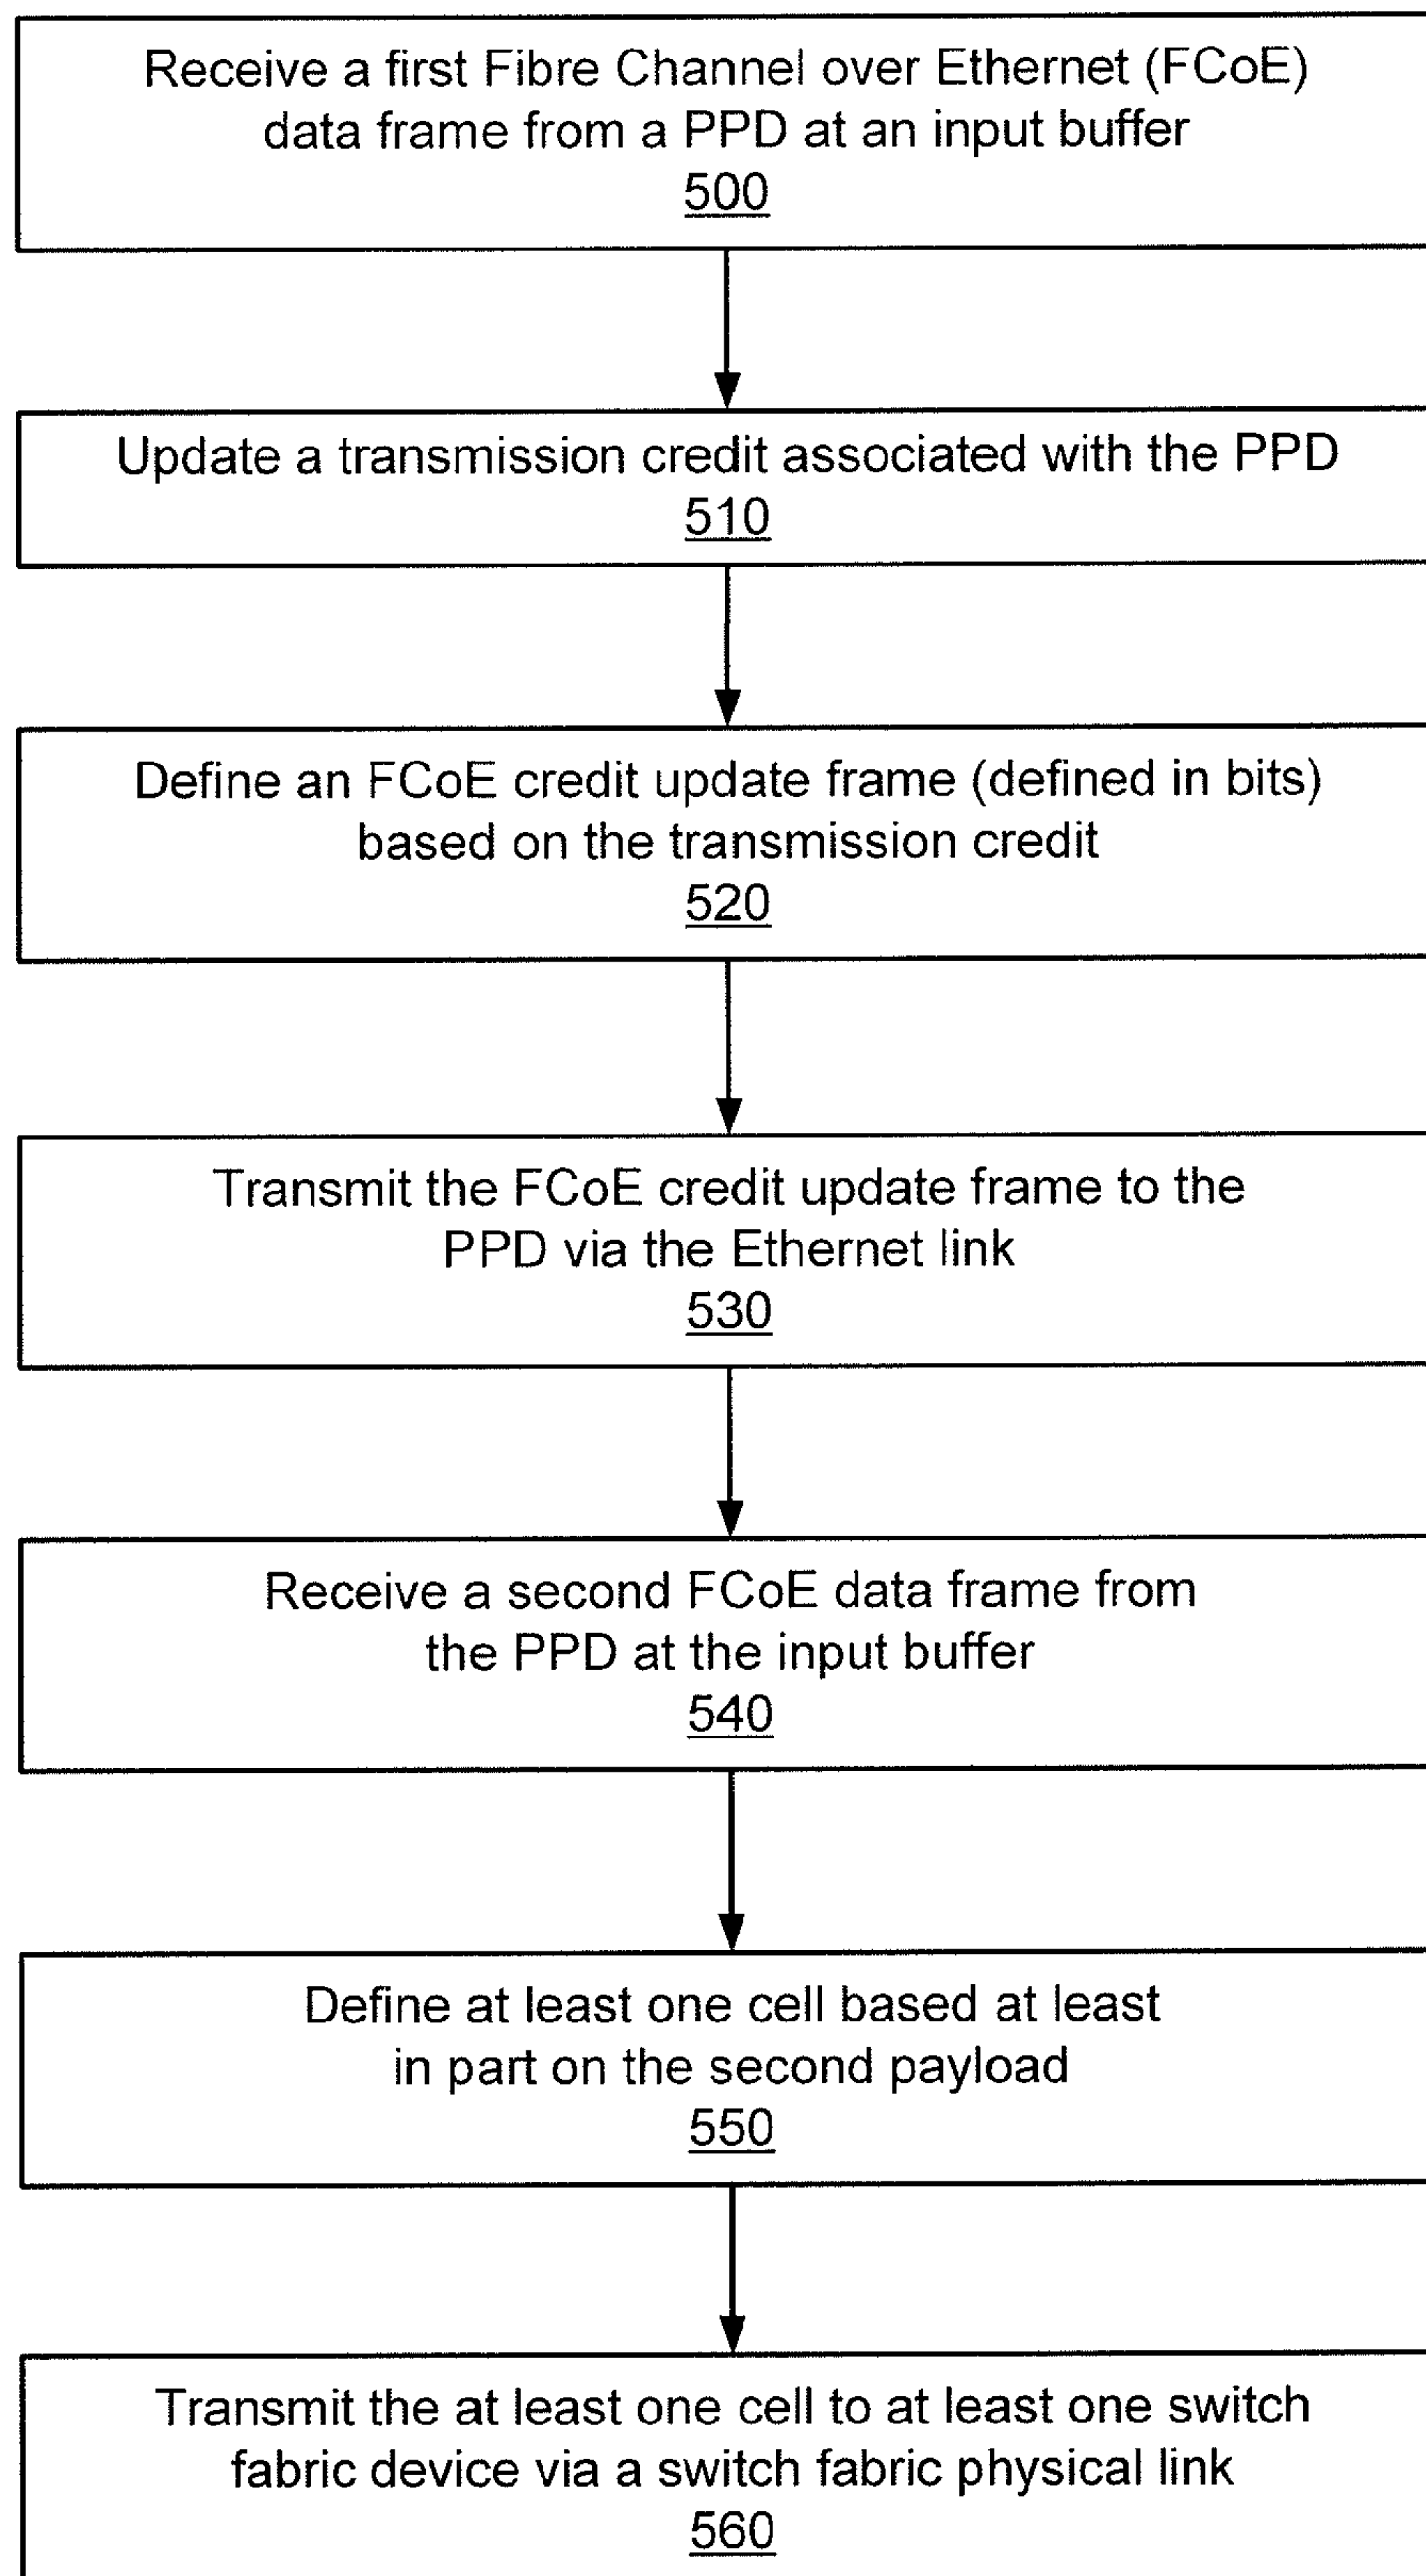 Receive a first Fibre Channel over Ethernet (FCoE)
data frame from a PPD at an input buffer
500
Update a transmission credit associated with the PPD
510
Define an FCoE credit update frame (defined in bits)
based on the transmission credit
520
Transmit the FCoE credit update frame to the
PPD via the Ethernet link
530
Receive a second FCoE data frame from
the PPD at the input buffer
540
Define at least one cell based at least
in part on the second payload
550
Transmit the at least one cell to at least one switch
fabric device via a switch fabric physical link
560